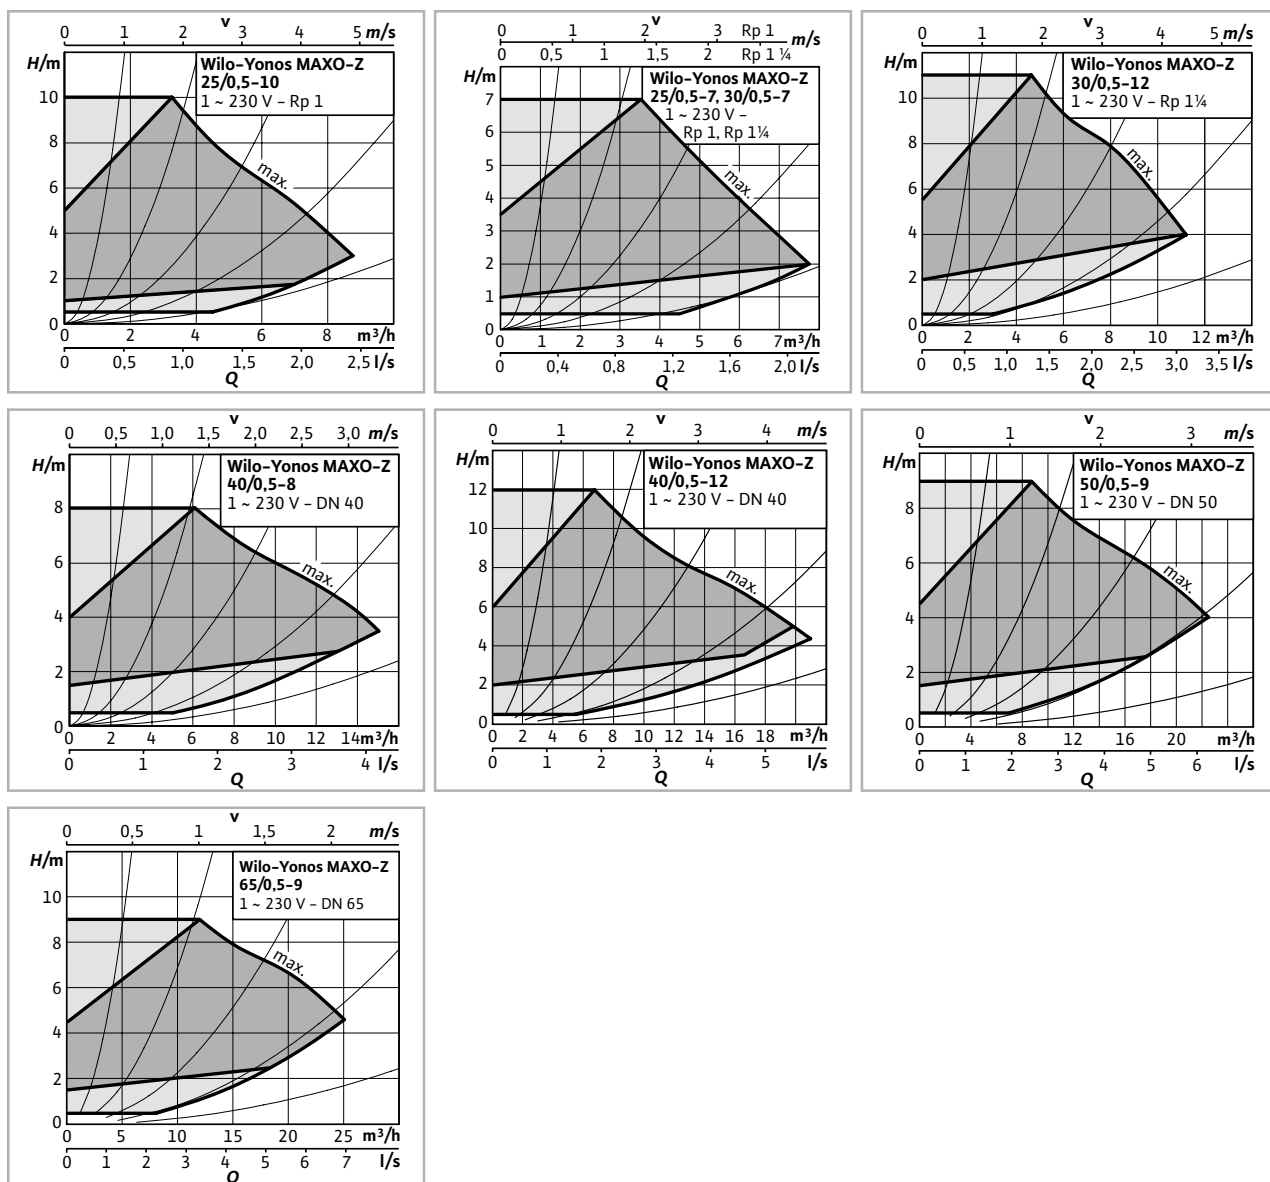 v
0 1 2 3 4 5 m/s
H/m
Wilo-Yonos MAXO-Z
25/0,5-10
1 ~ 230 V - Rp 1
10
8
max.
6
4
2
0
0 2 4 6 8 m³/h
0 0,5 1,0 1,5 2,0 2,5 l/s
Q
v
0 1 2 3 Rp 1
m/s
0 0,5 1 1,5 2 Rp 1 ¼
H/m
Wilo-Yonos MAXO-Z
25/0,5-7, 30/0,5-7
1 ~ 230 V -
Rp 1, Rp 1¼
7
6
5
max.
4
3
2
1
0
0 1 2 3 4 5 6 7 m³/h
0 0,4 0,8 1,2 1,6 2,0 l/s
Q
v
0 1 2 3 4 5 m/s
H/m
Wilo-Yonos MAXO-Z
30/0,5-12
1 ~ 230 V - Rp 1¼
10
8
max.
6
4
2
0
0 2 4 6 8 10 12 m³/h
0 0,5 1,0 1,5 2,0 2,5 3,0 3,5 l/s
Q
v
0 0,5 1,0 1,5 2,0 2,5 3,0 m/s
H/m
Wilo-Yonos MAXO-Z
40/0,5-8
1 ~ 230 V - DN 40
8
6
max.
4
2
0
0 2 4 6 8 10 12 14 m³/h
0 1 2 3 4 l/s
Q
v
0 1 2 3 4 m/s
H/m
Wilo-Yonos MAXO-Z
40/0,5-12
1 ~ 230 V - DN 40
12
10
8
max.
6
4
2
0
0 2 4 6 8 10 12 14 16 18 m³/h
0 1 2 3 4 5 l/s
Q
v
0 1 2 3 m/s
H/m
Wilo-Yonos MAXO-Z
50/0,5-9
1 ~ 230 V - DN 50
8
6
max.
4
2
0
0 4 8 12 16 20 m³/h
0 1 2 3 4 5 6 l/s
Q
v
0 0,5 1 1,5 2 m/s
H/m
Wilo-Yonos MAXO-Z
65/0,5-9
1 ~ 230 V - DN 65
10
8
max.
6
4
2
0
0 5 10 15 20 25 m³/h
0 1 2 3 4 5 6 7 l/s
Q